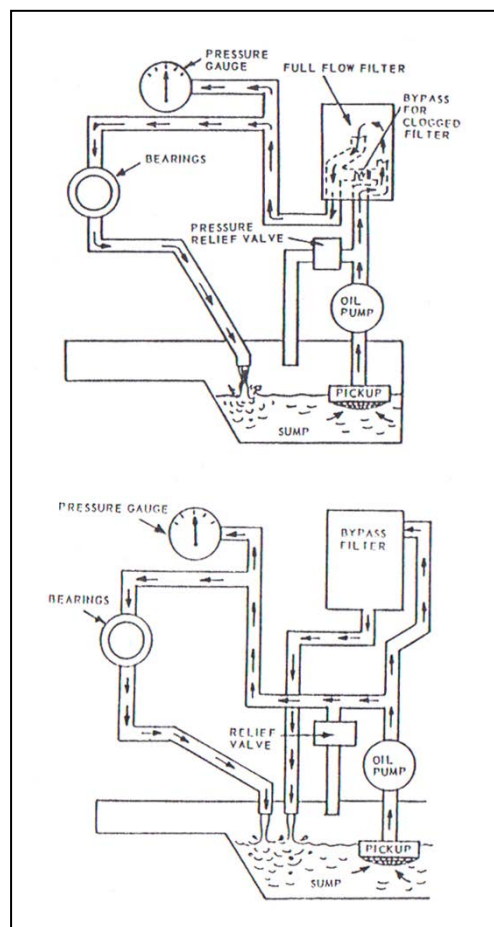 PRESSURE
GAUGE
FULL FLOW FILTER
BYPASS
FOR
CLOGGED
FILTER
BEARINGS
PRESSURE
RELIEF VALVE
OIL
PUMP
PICKUP
SUMP
PRESSURE GAUGE
BYPASS
FILTER
BEARINGS
RELIEF
VALVE
OIL
PUMP
PICKUP
SUMP